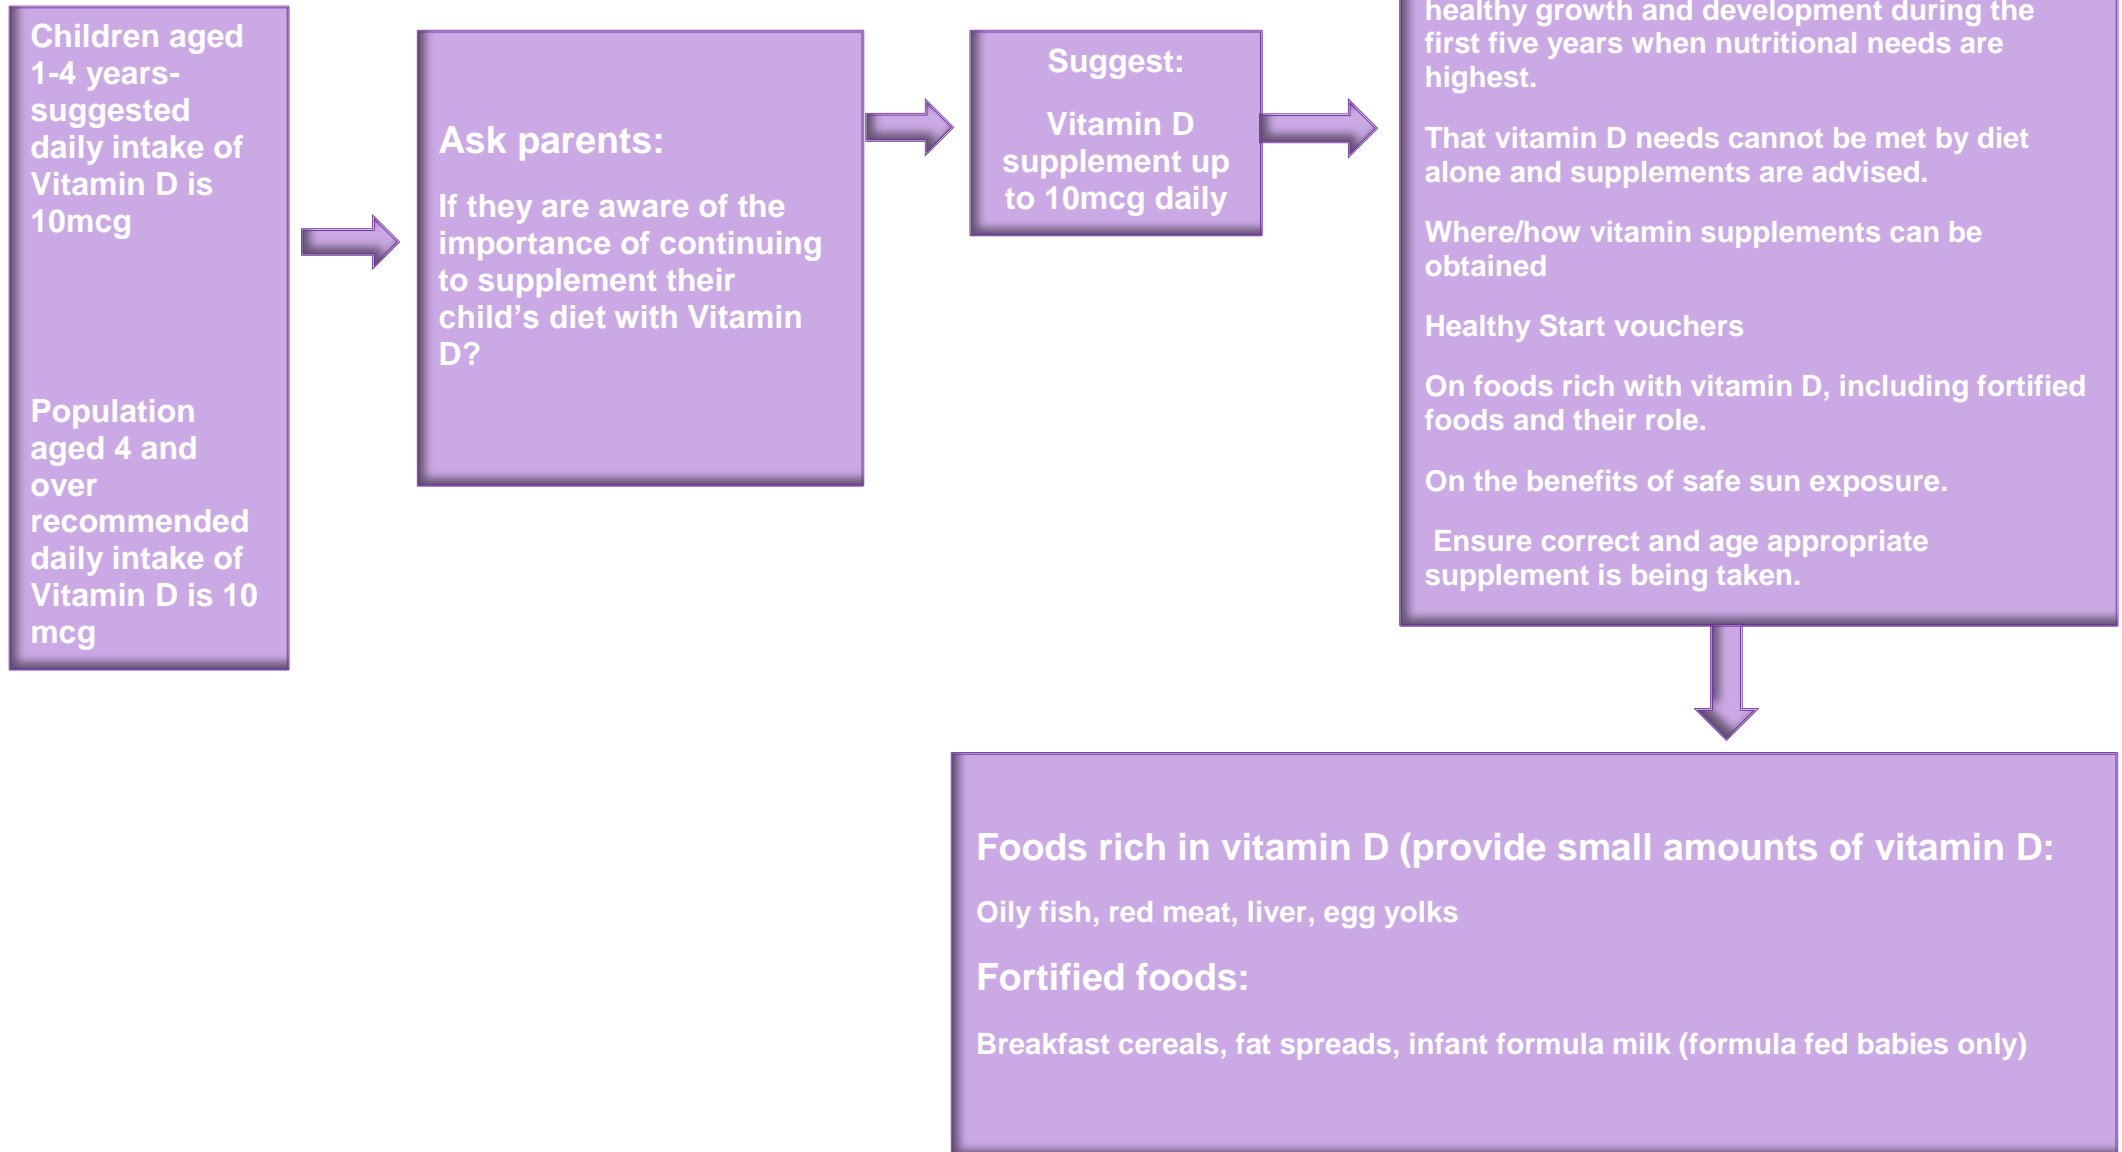 Children aged
1-4 years-
suggested
daily intake of
Vitamin D is
10mcg
Population
aged 4 and
over
recommended
daily intake of
Vitamin D is 10
mcg
Ask parents:
If they are aware of the
importance of continuing
to supplement their
child’s diet with Vitamin
D?
Suggest:
Vitamin D
supplement up
to 10mcg daily
healthy growth and development during the
first five years when nutritional needs are
highest.
That vitamin D needs cannot be met by diet
alone and supplements are advised.
Where/how vitamin supplements can be
obtained
Healthy Start vouchers
On foods rich with vitamin D, including fortified
foods and their role.
On the benefits of safe sun exposure.
Ensure correct and age appropriate
supplement is being taken.
Foods rich in vitamin D (provide small amounts of vitamin D:
Oily fish, red meat, liver, egg yolks
Fortified foods:
Breakfast cereals, fat spreads, infant formula milk (formula fed babies only)